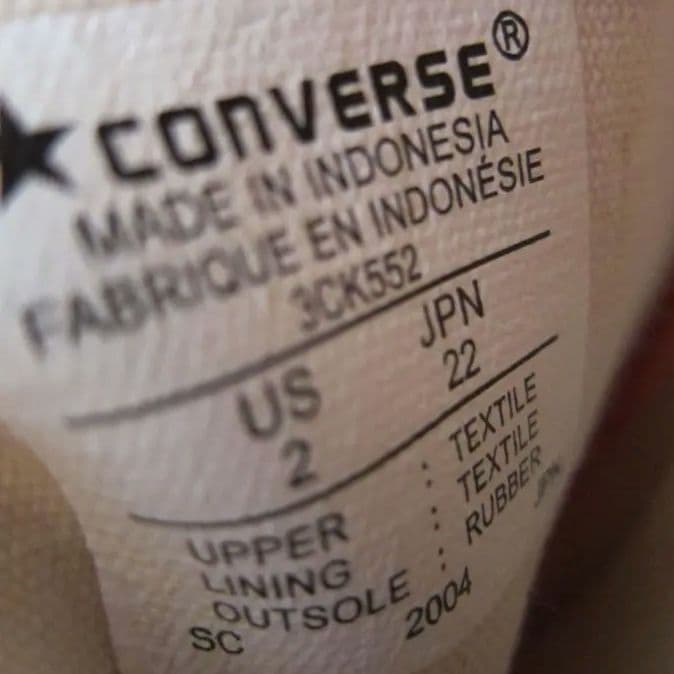 CONVERSE®
MADE IN INDONESIA
FABRIQUE EN INDONÉSIE
3CK552
US JPN
2 22
UPPER : TEXTILE
LINING : TEXTILE
OUTSOLE : RUBBER
SC 2004 JPN